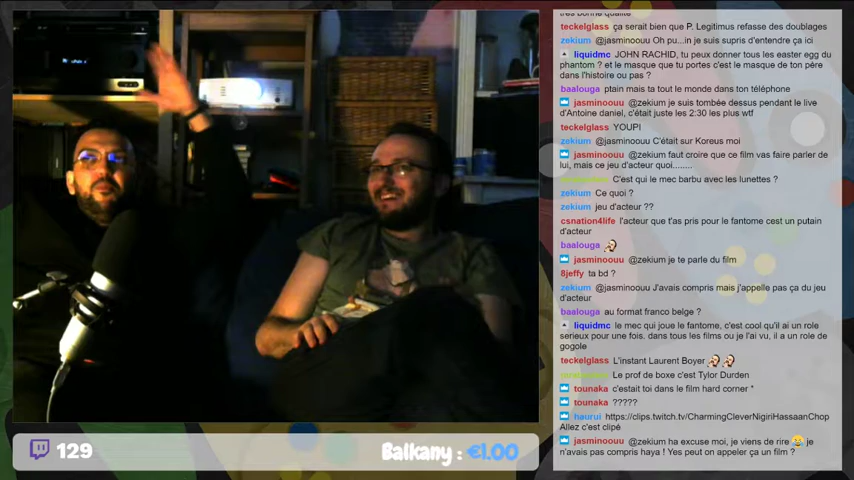 très bonne qualité
teckelglass ça serait bien que P. Legitimus refasse des doublages
zekium @jasminoouu Oh pu...in je suis supris d'entendre ça ici
liquidmc JOHN RACHID, tu peux donner tous les easter egg du
phantom ? et le masque que tu portes c'est le masque de ton père
dans l'histoire ou pas ?
baalouga ptain mais ta tout le monde dans ton téléphone
jasminoouu @zekium je suis tombée dessus pendant le live
d'Antoine daniel, c'était juste les 2:30 les plus wtf
teckelglass YOUPI
zekium @jasminoouu C'était sur Koreus moi
jasminoouu @zekium faut croire que ce film vas faire parler de
lui, mais ce jeu d'acteur quoi........
C'est qui le mec barbu avec les lunettes ?
zekium Ce quoi ?
zekium jeu d'acteur ??
csnation4life l'acteur que t'as pris pour le fantome cest un putain
d'acteur
baalouga
jasminoouu @zekium je te parle du film
8jeffy ta bd ?
zekium @jasminoouu J'avais compris mais j'appelle pas ça du jeu
d'acteur
baalouga au format franco belge ?
liquidmc le mec qui joue le fantome, c'est cool qu'il ai un role
serieux pour une fois. dans tous les films ou je l'ai vu, il a un role de
gogole
teckelglass L'instant Laurent Boyer
Le prof de boxe c'est Tylor Durden
tounaka c'estait toi dans le film hard corner *
tounaka ?????
haurui https://clips.twitch.tv/CharmingCleverNigiriHassaanChop
Allez c'est clipé
jasminoouu @zekium ha excuse moi, je viens de rire 😂 je
n'avais pas compris haya ! Yes peut on appeler ça un film ?
129
Balkany : €1.00